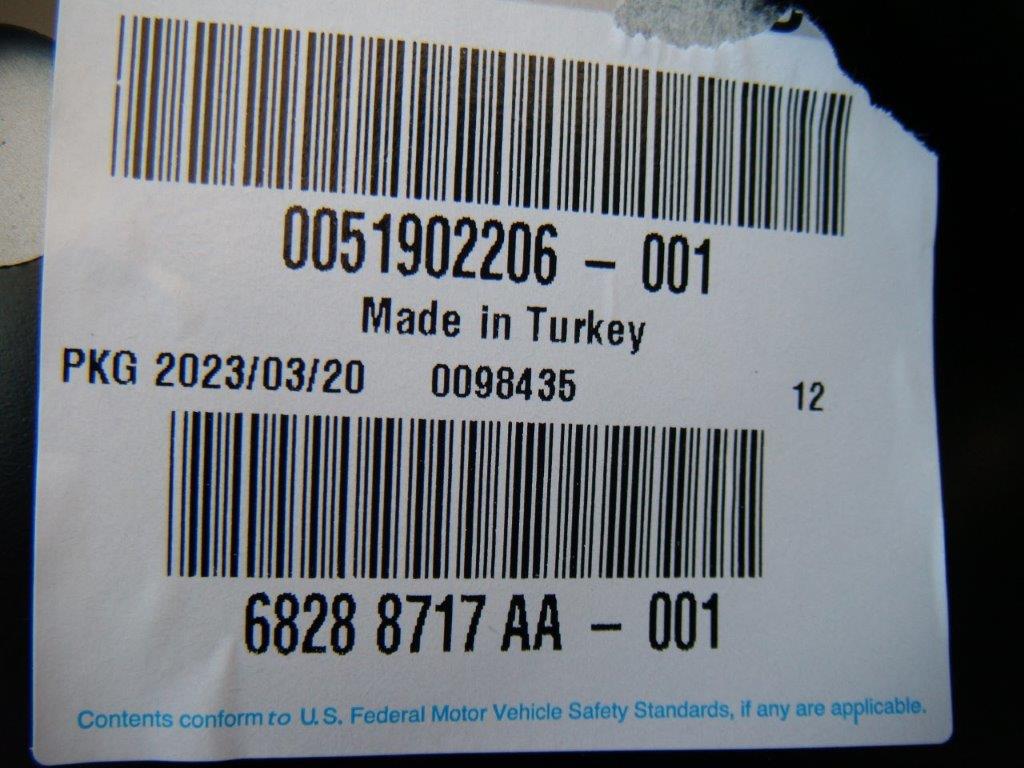 0051902206 – 001
Made in Turkey
PKG 2023/03/20 0098435 12
6828 8717 AA – 001
Contents conform to U.S. Federal Motor Vehicle Safety Standards, if any are applicable.